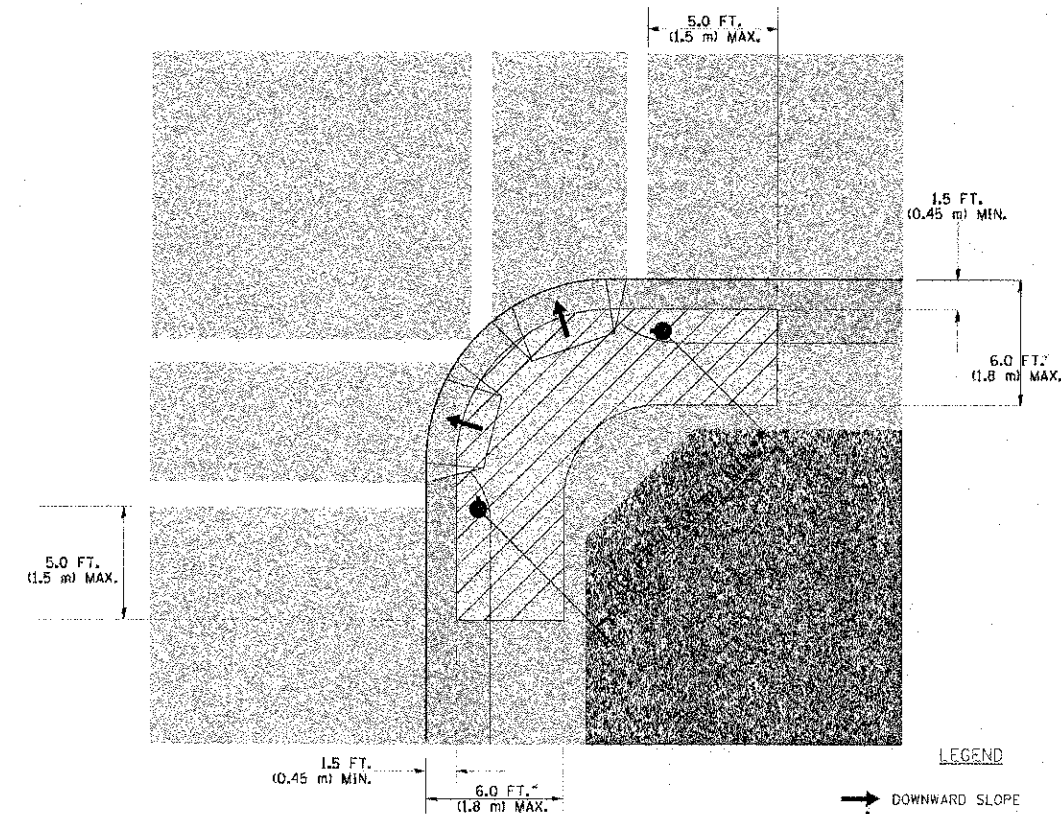 5.0 FT.
(1.5 m) MAX.
1.5 FT.
(0.45 m) MIN.
6.0 FT.
(1.8 m) MAX.
5.0 FT.
(1.5 m) MAX.
1.5 FT.
(0.45 m) MIN.
6.0 FT.
(1.8 m) MAX.
LEGEND
DOWNWARD SLOPE